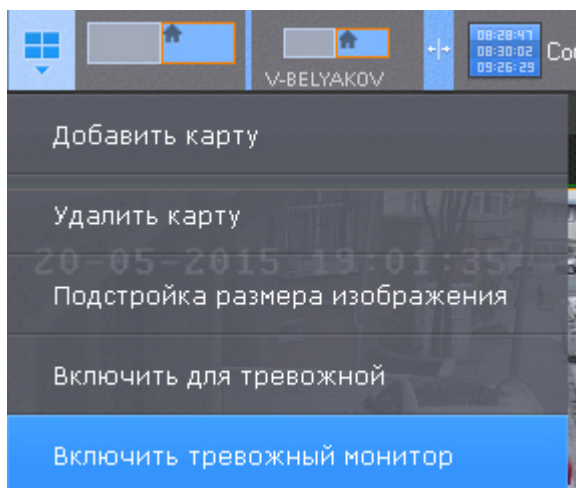 08:28:47
08:30:02
09:26:29
V-BELYAKOV
Добавить карту
Удалить карту
20-05-2015 19:01:35
Подстройка размера изображения
Включить для тревожной
Включить тревожный монитор